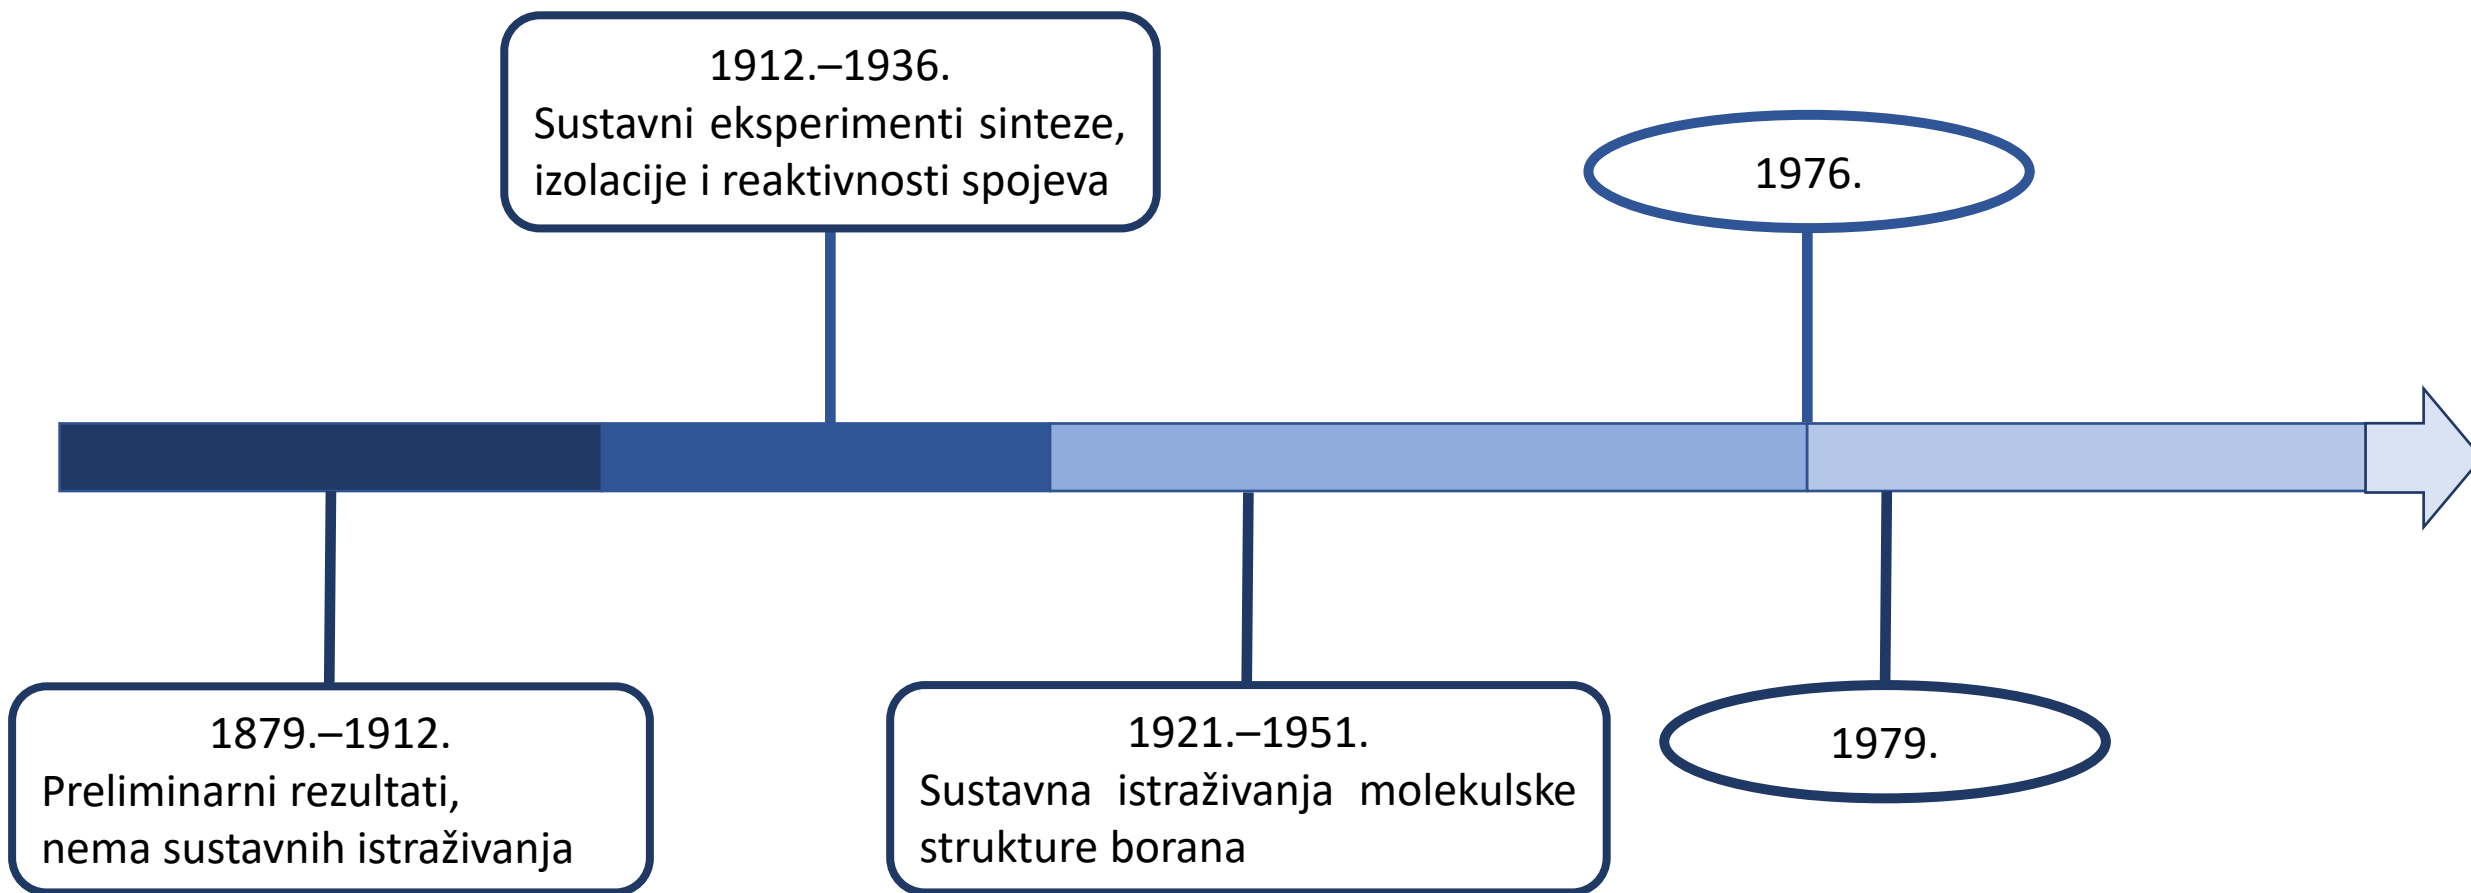 1912.–1936.
Sustavni eksperimenti sinteze,
izolacije i reaktivnosti spojeva
1976.
1879.–1912.
Preliminarni rezultati,
nema sustavnih istraživanja
1921.–1951.
Sustavna istraživanja molekulske
strukture borana
1979.